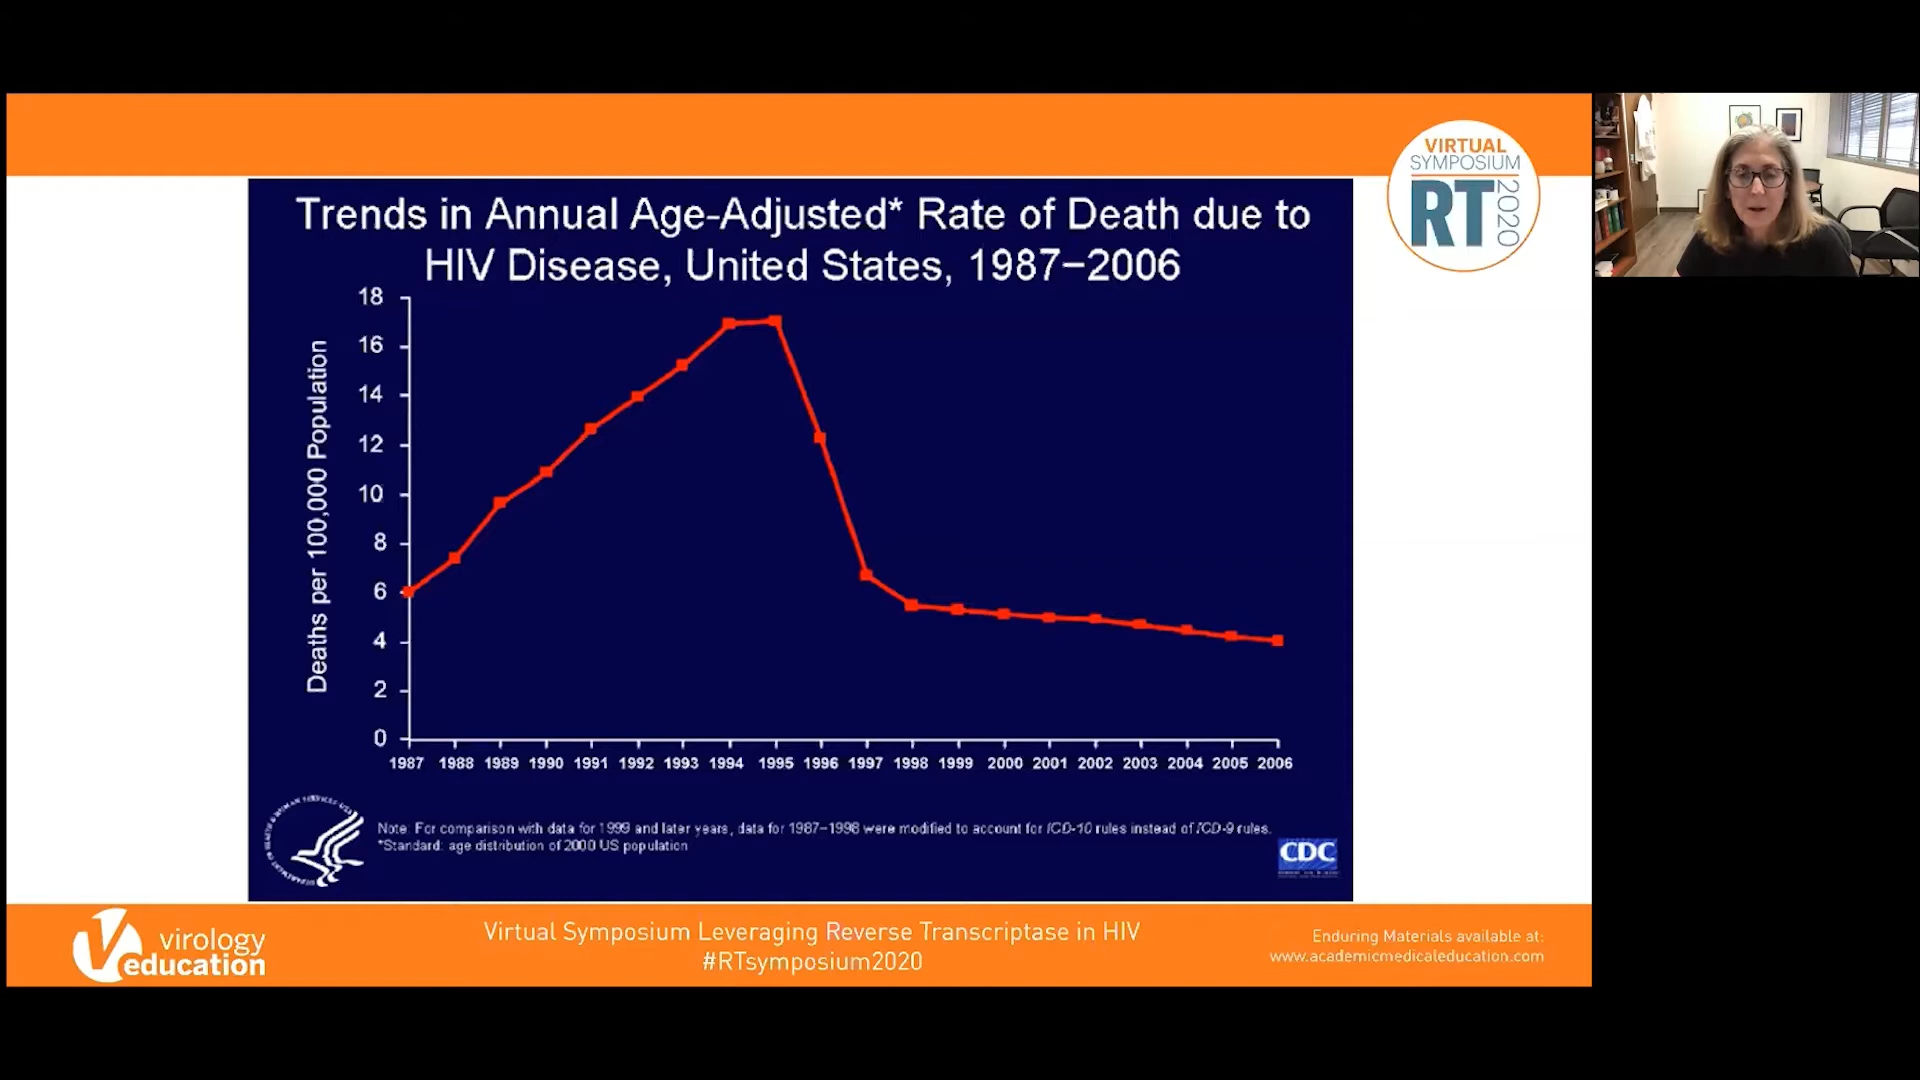 VIRTUAL
SYMPOSIUM
RT
2020
Trends in Annual Age-Adjusted* Rate of Death due to
HIV Disease, United States, 1987–2006
Deaths per 100,000 Population
18
16
14
12
10
8
6
4
2
0
1987 1988 1989 1990 1991 1992 1993 1994 1995 1996 1997 1998 1999 2000 2001 2002 2003 2004 2005 2006
Note: For comparison with data for 1999 and later years, data for 1987–1998 were modified to account for ICD-10 rules instead of ICD-9 rules.
*Standard: age distribution of 2000 US population
CDC
virology
education
Virtual Symposium Leveraging Reverse Transcriptase in HIV
#RTsymposium2020
Enduring Materials available at:
www.academicmedicaleducation.com